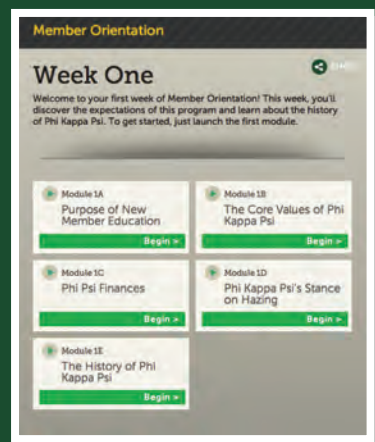 Member Orientation
Week One
Welcome to your first week of Member Orientation! This week, you'll
discover the expectations of this program and learn about the history
of Phi Kappa Psi. To get started, just launch the first module.
Module 1A
Purpose of New
Member Education
Begin »
Module 1B
The Core Values of Phi
Kappa Psi
Begin »
Module 1C
Phi Psi Finances
Begin »
Module 1D
Phi Kappa Psi's Stance
on Hazing
Begin »
Module 1E
The History of Phi
Kappa Psi
Begin »